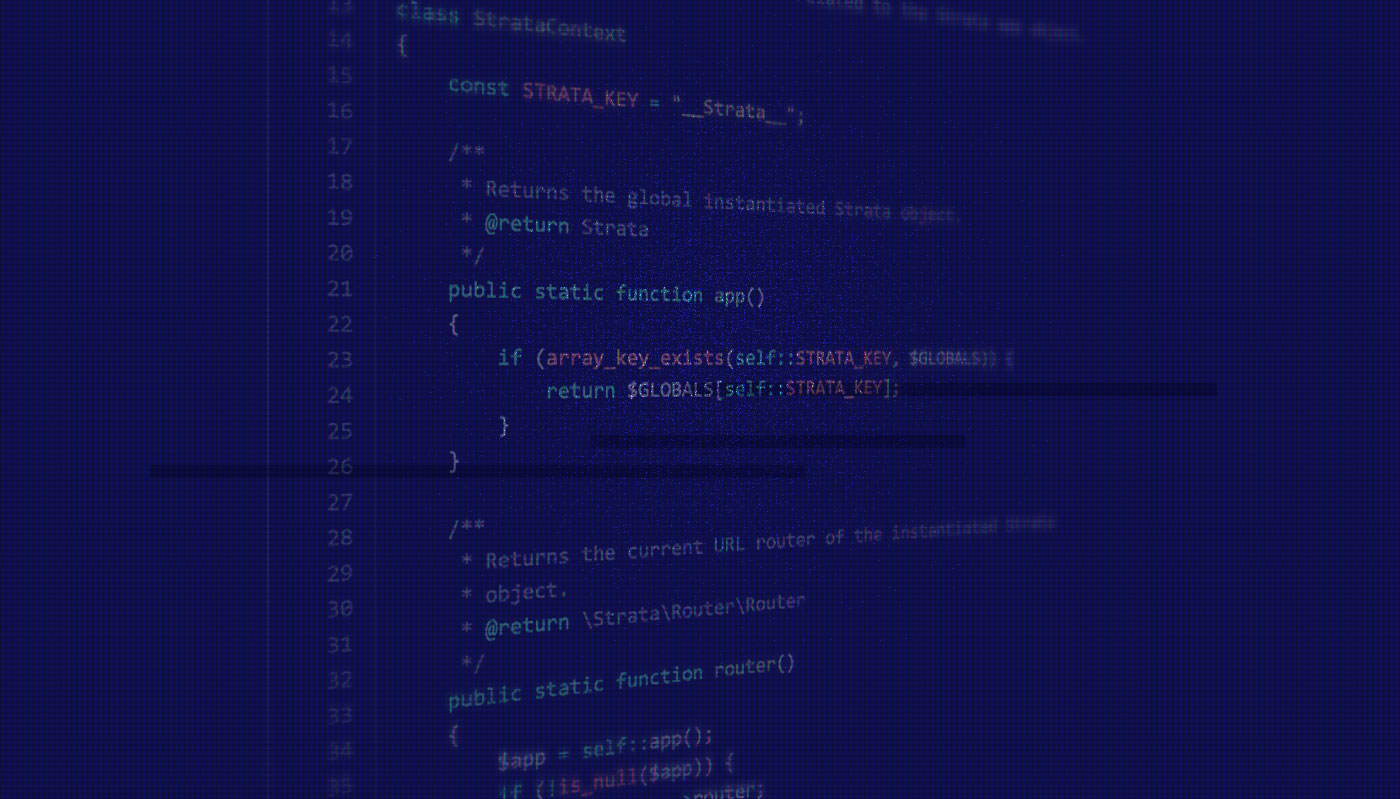 13 class StrataContext
14 {
15 const STRATA_KEY = "__Strata__";
16
17 /**
18 * Returns the global instantiated Strata object.
19 * @return Strata
20 */
21 public static function app()
22 {
23 if (array_key_exists(self::STRATA_KEY, $GLOBALS)) {
24 return $GLOBALS[self::STRATA_KEY];
25 }
26 }
27
28 /**
29 * Returns the current URL router of the instantiated Strata
30 * object.
31 * @return \Strata\Router\Router
32 */
33 public static function router()
34 {
35 $app = self::app();
if (!is_null($app)) {
router;